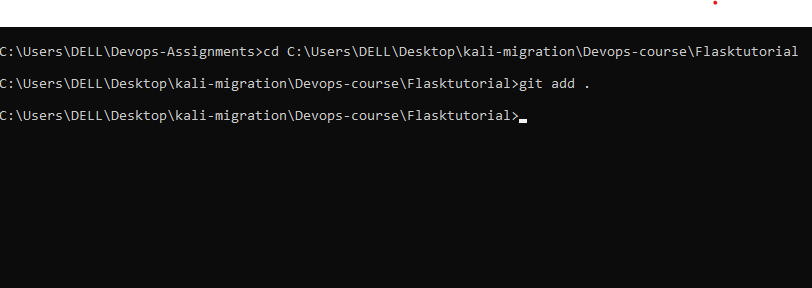 C:\Users\DELL\Devops-Assignments>cd C:\Users\DELL\Desktop\kali-migration\Devops-course\Flasktutorial
C:\Users\DELL\Desktop\kali-migration\Devops-course\Flasktutorial>git add .
C:\Users\DELL\Desktop\kali-migration\Devops-course\Flasktutorial>